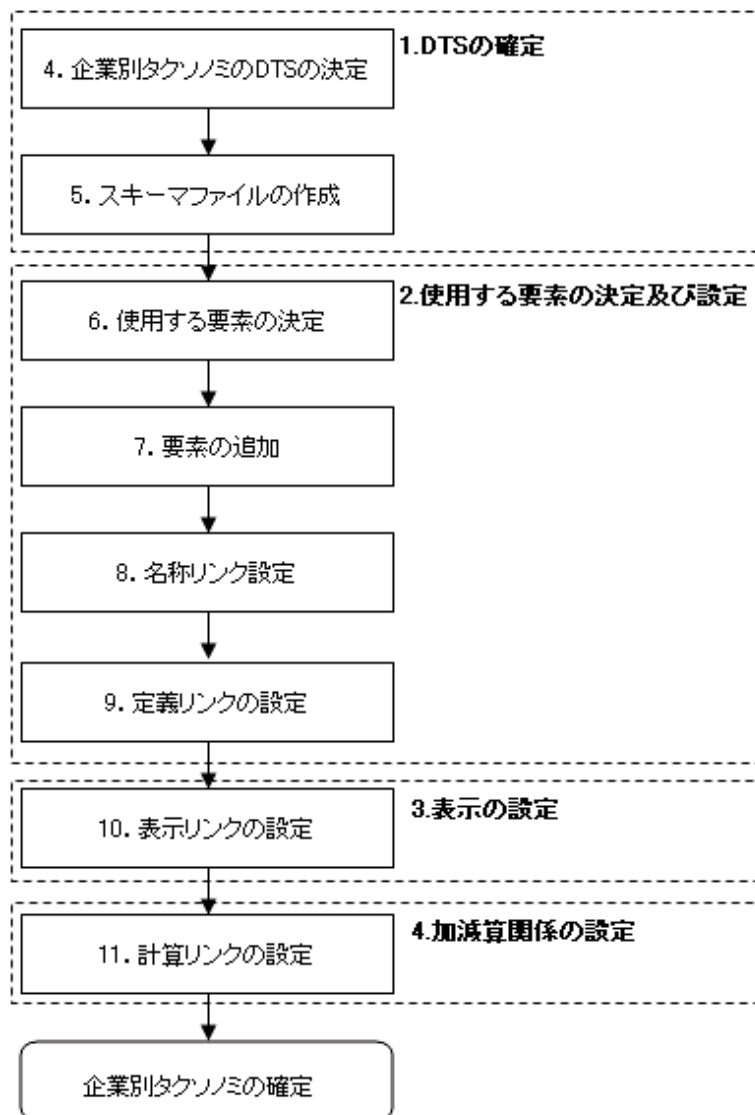 1.DTSの確定
4. 企業別タクソノミのDTSの決定
5. スキーマファイルの作成
2.使用する要素の決定及び設定
6. 使用する要素の決定
7. 要素の追加
8. 名称リンク設定
9. 定義リンクの設定
3.表示の設定
10. 表示リンクの設定
4.加減算関係の設定
11. 計算リンクの設定
企業別タクソノミの確定